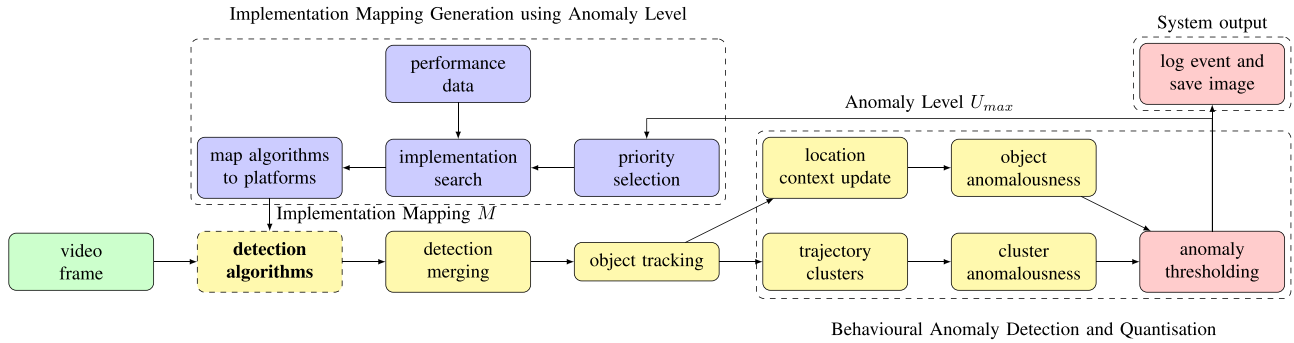 Implementation Mapping Generation using Anomaly Level
System output
performance
data
log event and
save image
Anomaly Level U_max
map algorithms
to platforms
implementation
search
priority
selection
location
context update
object
anomalousness
Implementation Mapping M
video
frame
detection
algorithms
detection
merging
object tracking
trajectory
clusters
cluster
anomalousness
anomaly
thresholding
Behavioural Anomaly Detection and Quantisation